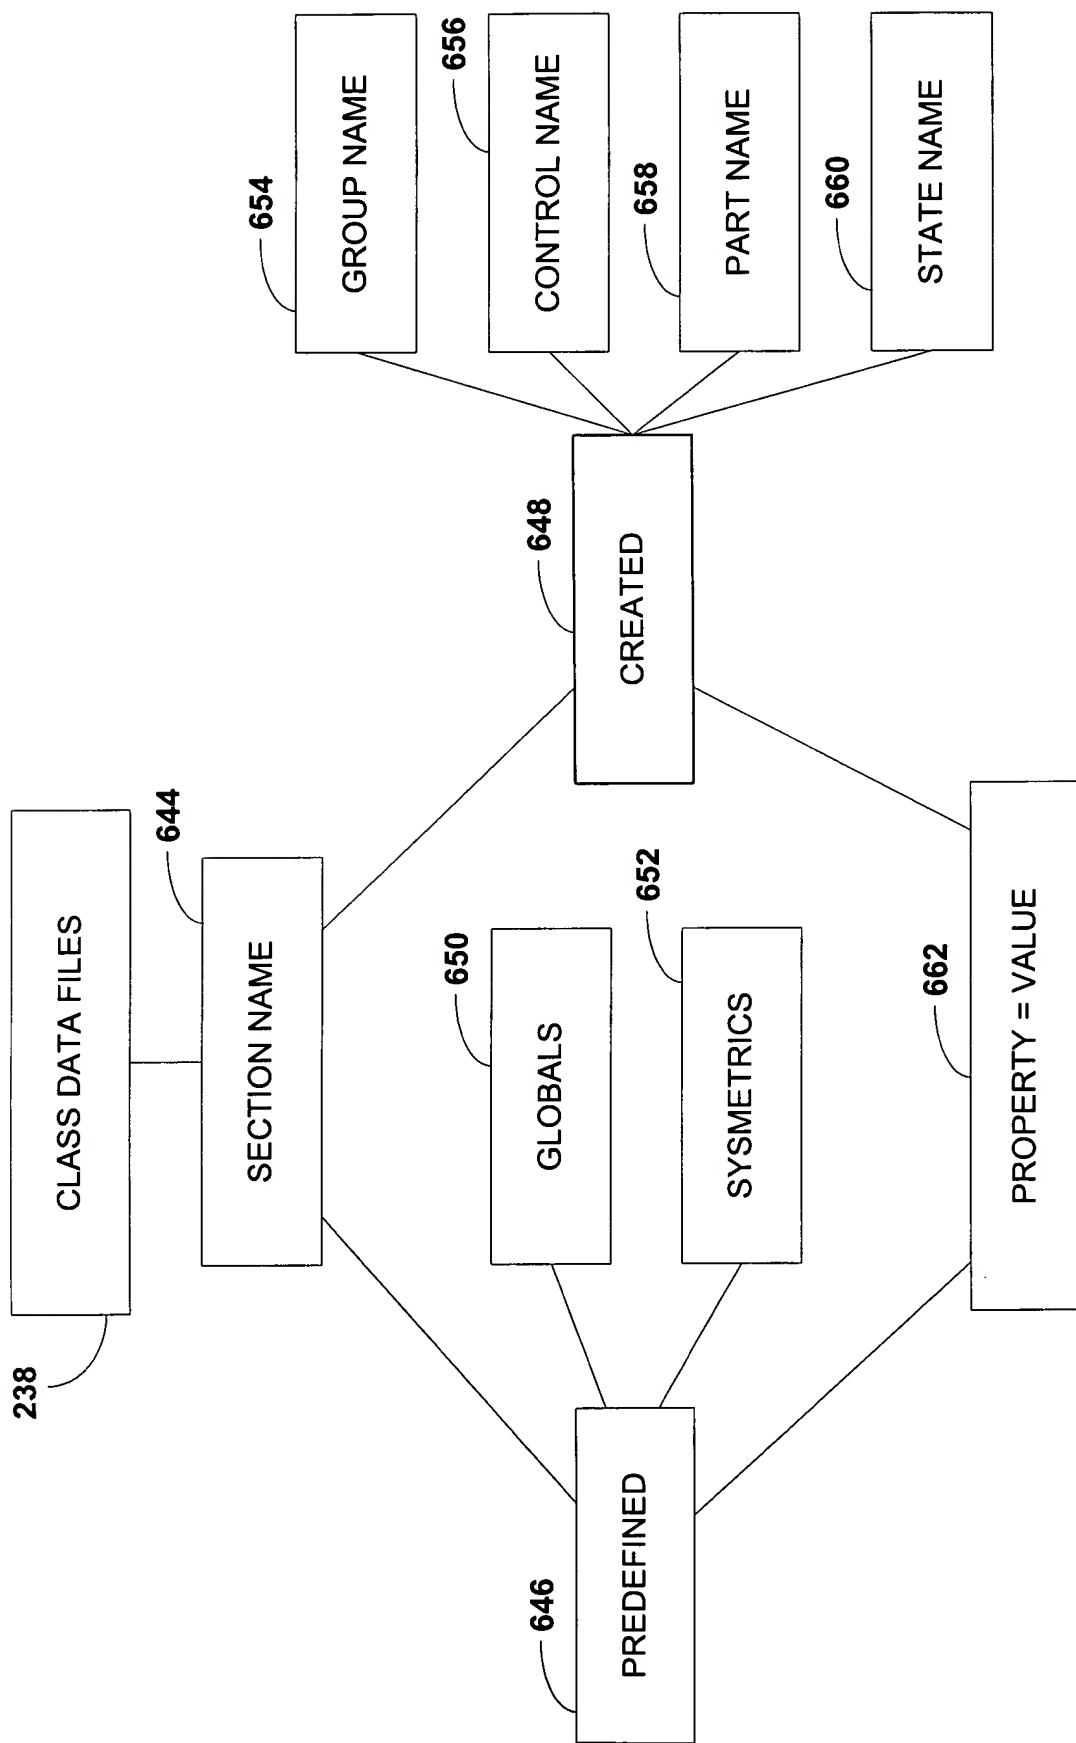 CLASS DATA FILES
238
644
SECTION NAME
646
PREDEFINED
650
GLOBALS
652
SYSMETRICS
648
CREATED
654
GROUP NAME
656
CONTROL NAME
658
PART NAME
660
STATE NAME
662
PROPERTY = VALUE